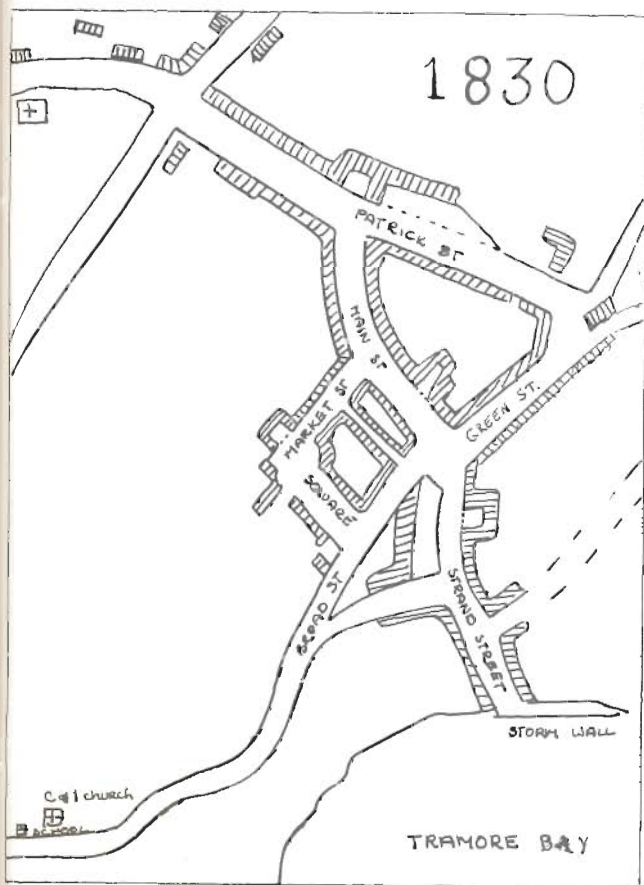 1830
PATRICK ST
MAIN ST
MARKET ST
GREEN ST.
SQUARE
BROAD ST
STRAND STREET
STORM WALL
C of I church
SCHOOL
TRAMORE BAY